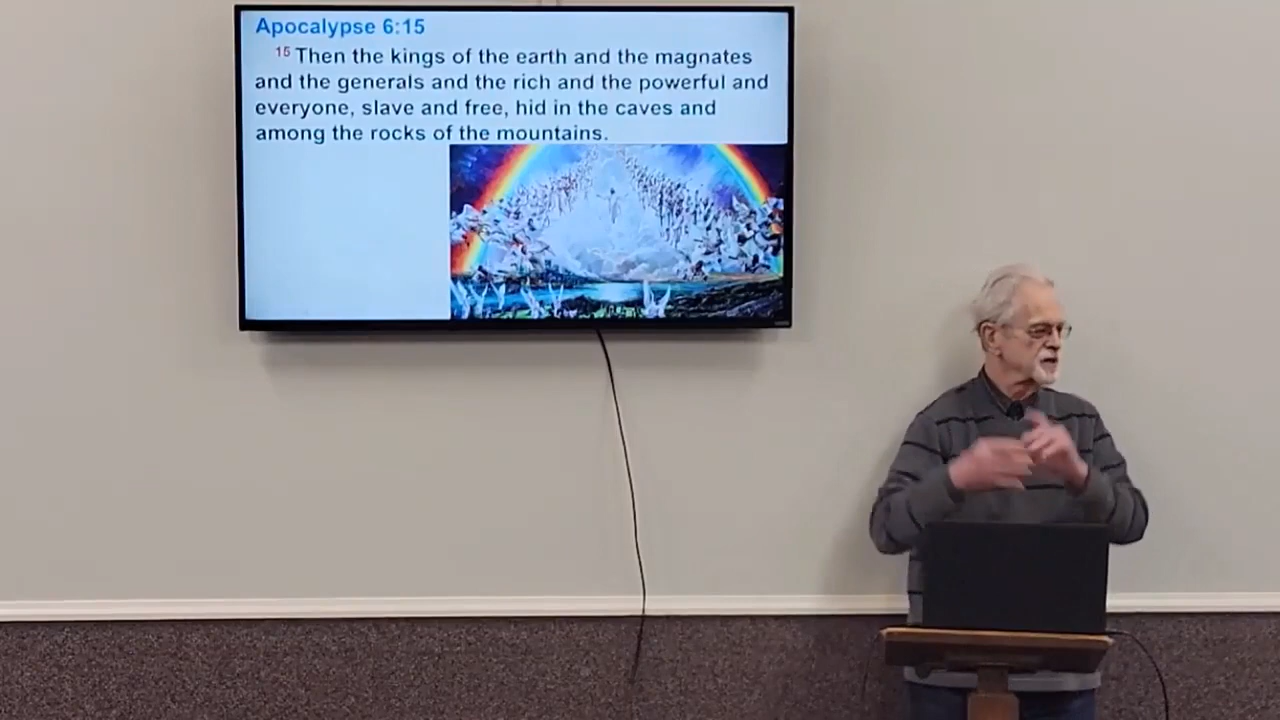 Apocalypse 6:15
15 Then the kings of the earth and the magnates
and the generals and the rich and the powerful and
everyone, slave and free, hid in the caves and
among the rocks of the mountains.